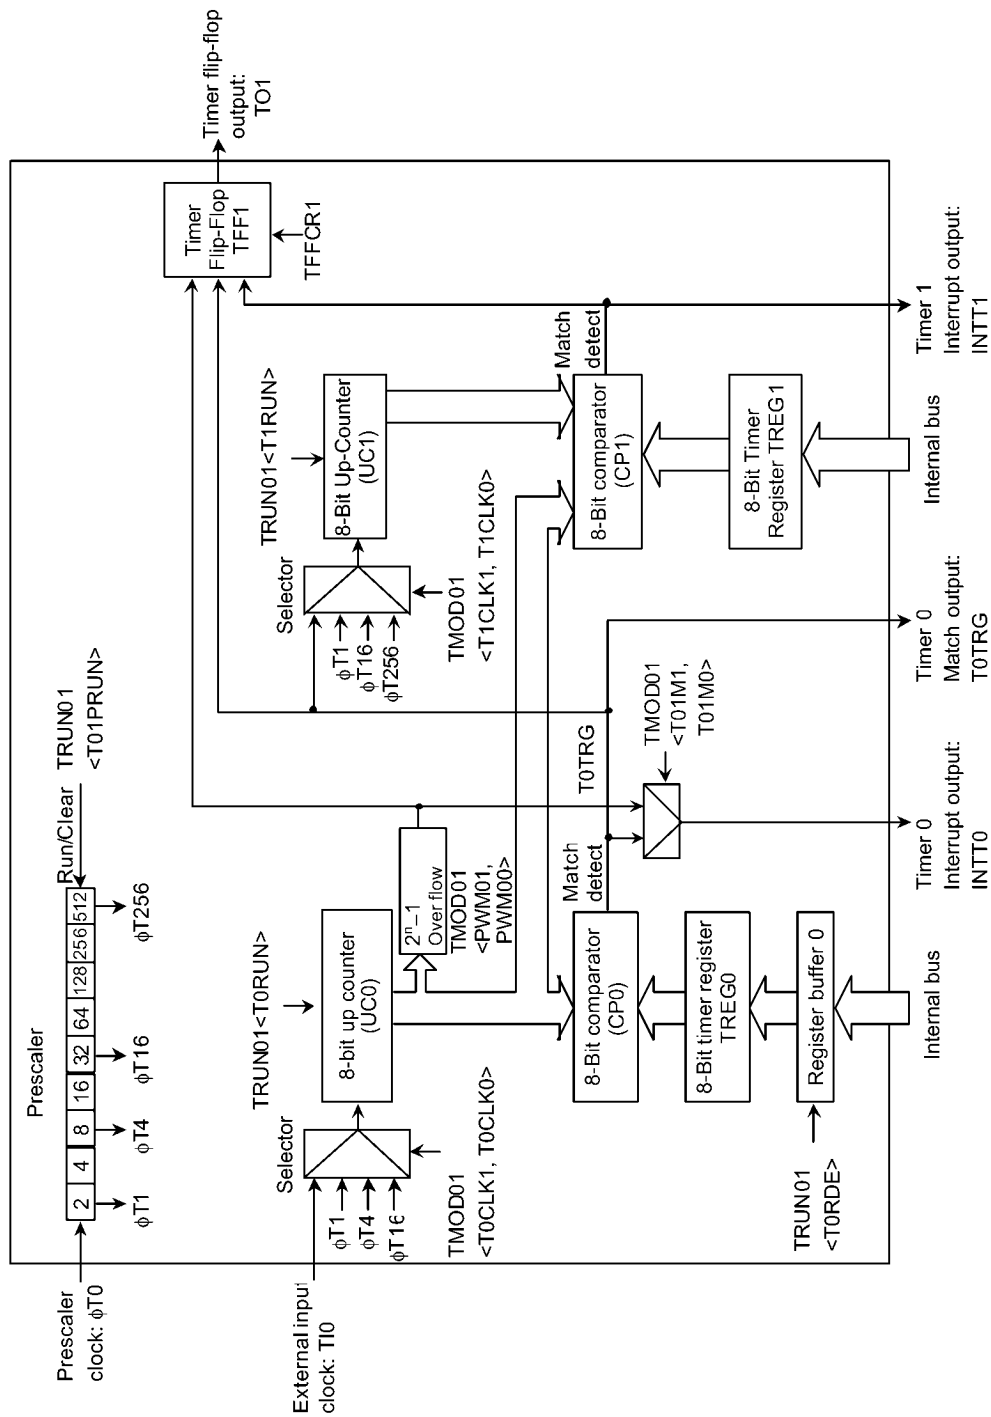 Prescaler
Prescaler
clock: ϕT0
2 4 8 16 32 64 128 256 512
Run/Clear
TRUN01
<T01PRUN>
ϕT1
ϕT4
ϕT16
ϕT256
External input
clock: TI0
Selector
ϕT1
ϕT4
ϕT16
TMOD01
<T0CLK1, T0CLK0>
TRUN01<T0RUN>
8-bit up counter
(UC0)
2ⁿ−1
Over flow
TMOD01
<PWM01,
PWM00>
Selector
ϕT1
ϕT16
ϕT256
TMOD01
<T1CLK1, T1CLK0>
TRUN01<T1RUN>
8-Bit Up-Counter
(UC1)
Timer
Flip-Flop
TFF1
TFFCR1
Timer flip-flop
output:
TO1
8-Bit comparator
(CP0)
Match
detect
T0TRG
8-Bit comparator
(CP1)
Match
detect
8-Bit timer register
TREG0
TMOD01
<T01M1,
T01M0>
8-Bit Timer
Register TREG1
Register buffer 0
TRUN01
<T0RDE>
Internal bus
Timer 0
Interrupt output:
INTT0
Timer 0
Match output:
T0TRG
Internal bus
Timer 1
Interrupt output:
INTT1